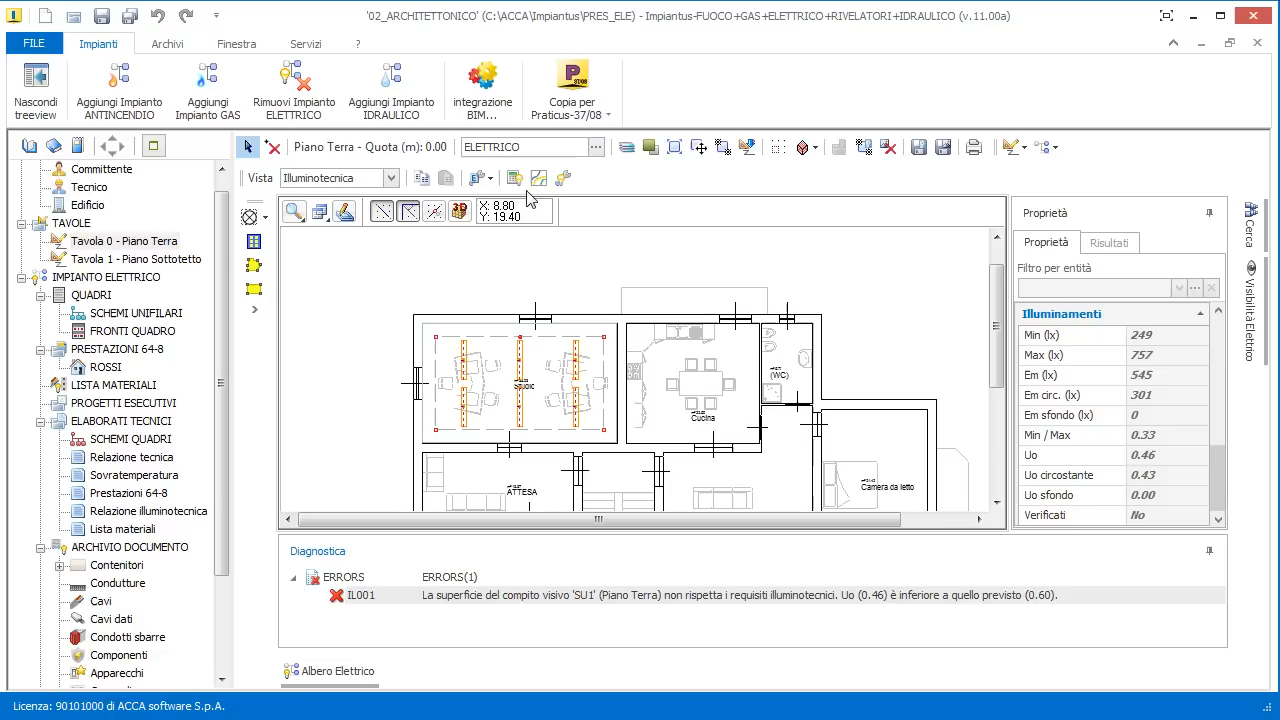 '02_ARCHITETTONICO' (C:\ACCA\Impiantus\PRES_ELE) - Impiantus-FUOCO+GAS+ELETTRICO+RIVELATORI+IDRAULICO (v.11.00a)
FILE
Impianti
Archivi
Finestra
Servizi
?
Nascondi treeview
Aggiungi Impianto ANTINCENDIO
Aggiungi Impianto GAS
Rimuovi Impianto ELETTRICO
Aggiungi Impianto IDRAULICO
integrazione BIM...
Copia per Praticus-37/08
Piano Terra - Quota (m): 0.00
ELETTRICO
Vista
Illuminotecnica
X: 8.80
Y: 19.40
3D
Committente
Tecnico
Edificio
TAVOLE
Tavola 0 - Piano Terra
Tavola 1 - Piano Sottotetto
IMPIANTO ELETTRICO
QUADRI
SCHEMI UNIFILARI
FRONTI QUADRO
PRESTAZIONI 64-8
ROSSI
LISTA MATERIALI
PROGETTI ESECUTIVI
ELABORATI TECNICI
SCHEMI QUADRI
Relazione tecnica
Sovratemperatura
Prestazioni 64-8
Relazione illuminotecnica
Lista materiali
ARCHIVIO DOCUMENTO
Contenitori
Condutture
Cavi
Cavi dati
Condotti sbarre
Componenti
Apparecchi
Studio
Cucina
(WC)
ATTESA
Camera da letto
Proprietà
Proprietà
Risultati
Filtro per entità
Illuminamenti
Min (lx) 249
Max (lx) 757
Em (lx) 545
Em circ. (lx) 301
Em sfondo (lx) 0
Min / Max 0.33
Uo 0.46
Uo circostante 0.43
Uo sfondo 0.00
Verificati No
Cerca
Visibilità Elettrico
Diagnostica
ERRORS ERRORS(1)
IL001 La superficie del compito visivo 'SU1' (Piano Terra) non rispetta i requisiti illuminotecnici. Uo (0.46) è inferiore a quello previsto (0.60).
Albero Elettrico
Licenza: 90101000 di ACCA software S.p.A.